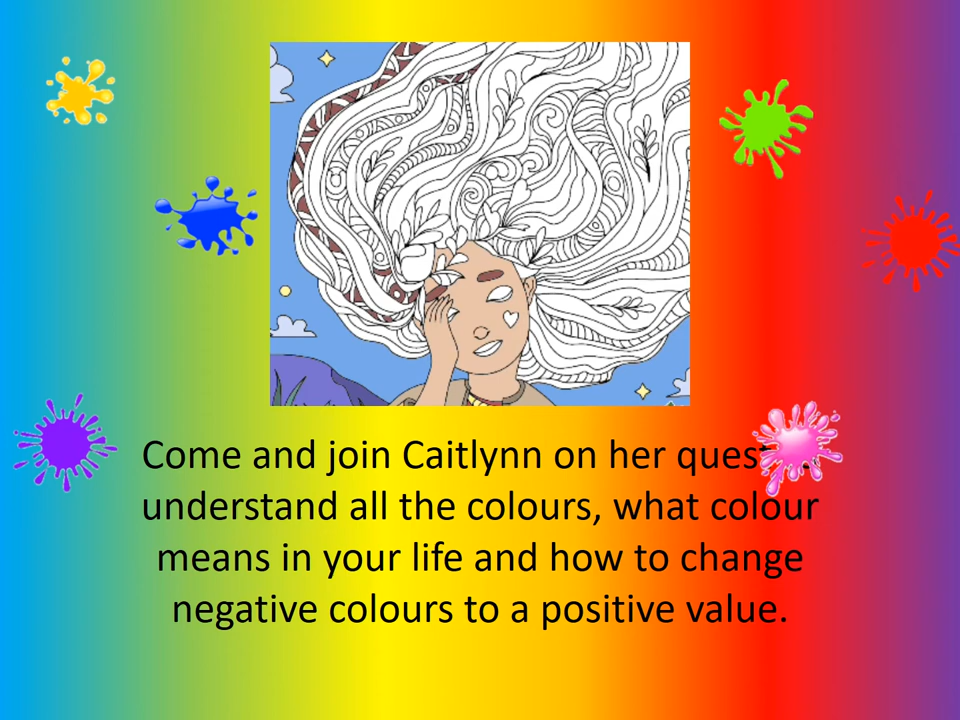 Come and join Caitlynn on her quest
understand all the colours, what colour
means in your life and how to change
negative colours to a positive value.